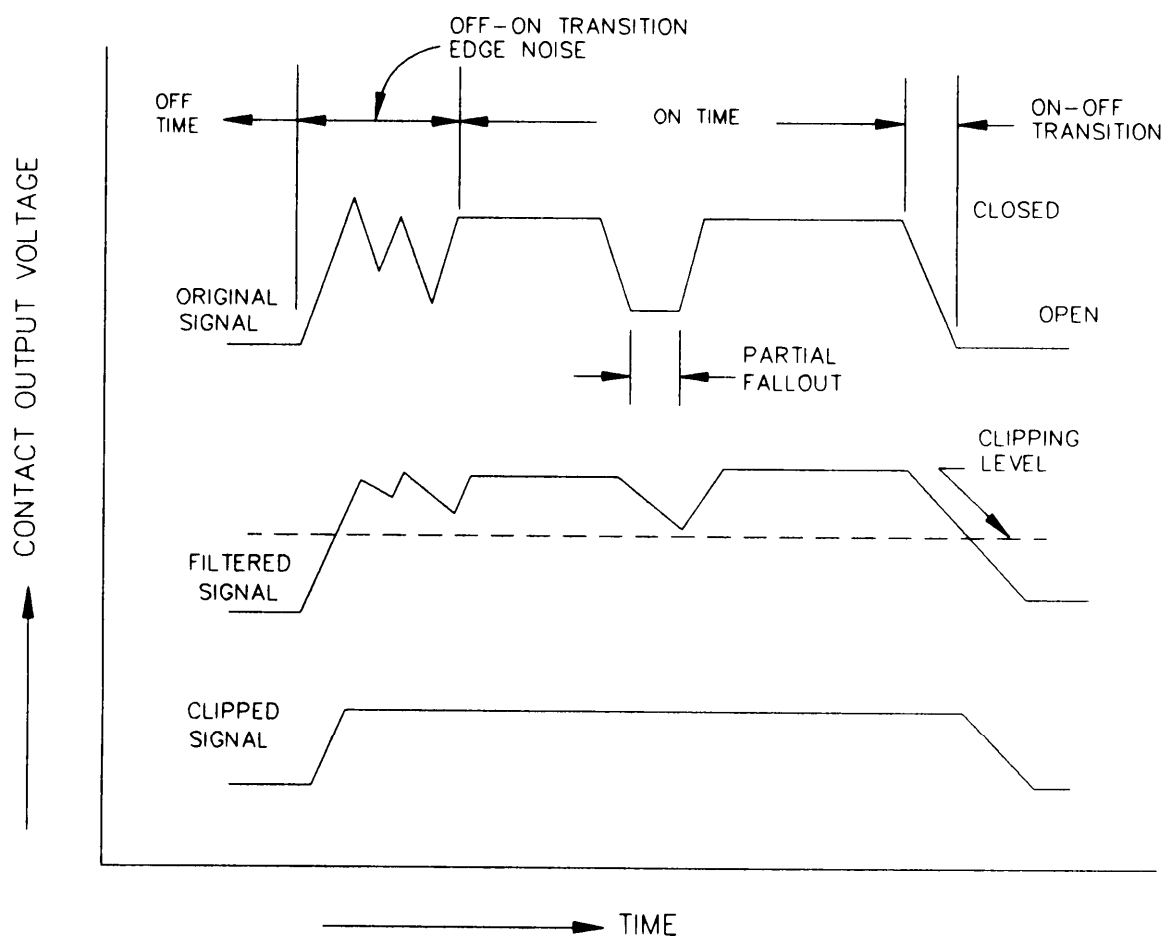 OFF-ON TRANSITION
EDGE NOISE
OFF
TIME
ON TIME
ON-OFF
TRANSITION
CLOSED
ORIGINAL
SIGNAL
OPEN
PARTIAL
FALLOUT
CLIPPING
LEVEL
FILTERED
SIGNAL
CLIPPED
SIGNAL
CONTACT OUTPUT VOLTAGE
TIME